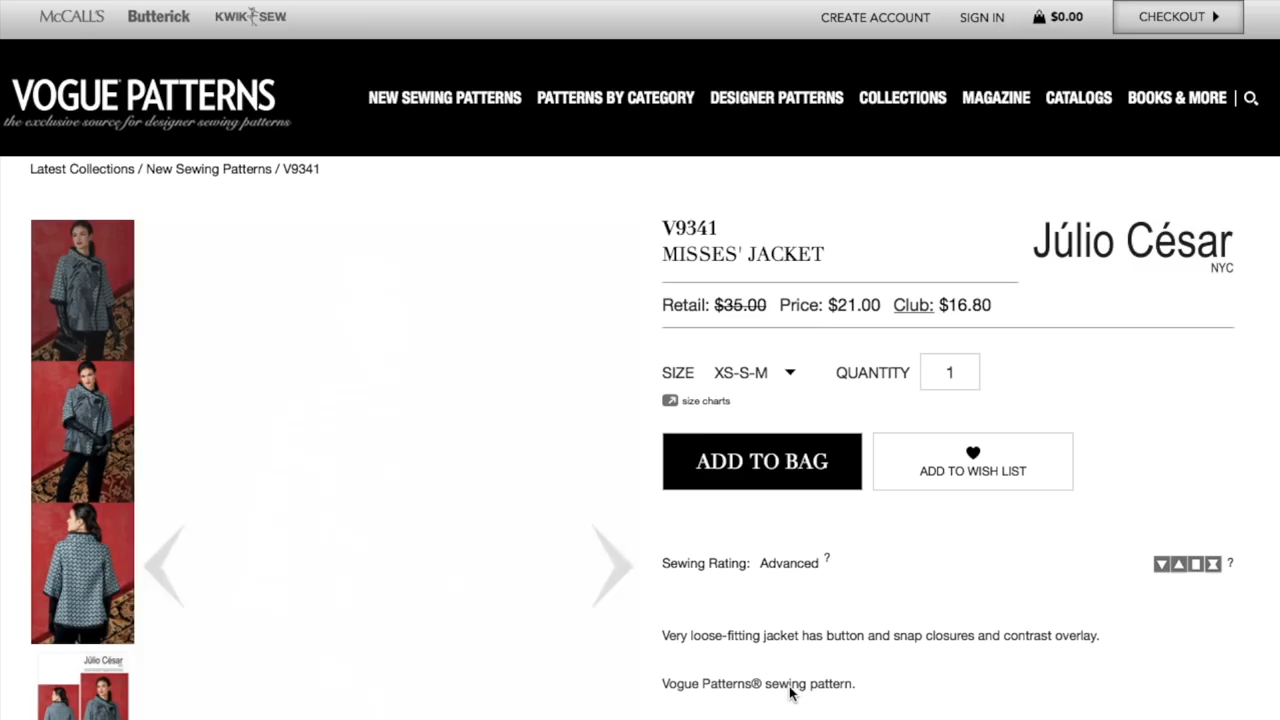 McCALL'S Butterick KWIK SEW CREATE ACCOUNT SIGN IN $0.00 CHECKOUT
VOGUE PATTERNS
the exclusive source for designer sewing patterns
NEW SEWING PATTERNS PATTERNS BY CATEGORY DESIGNER PATTERNS COLLECTIONS MAGAZINE CATALOGS BOOKS & MORE
Latest Collections / New Sewing Patterns / V9341
V9341
MISSES' JACKET
Júlio César
NYC
Retail: $35.00 Price: $21.00 Club: $16.80
SIZE XS-S-M QUANTITY 1
size charts
ADD TO BAG
ADD TO WISH LIST
Sewing Rating: Advanced ?
?
Very loose-fitting jacket has button and snap closures and contrast overlay.
Vogue Patterns® sewing pattern.
Júlio César